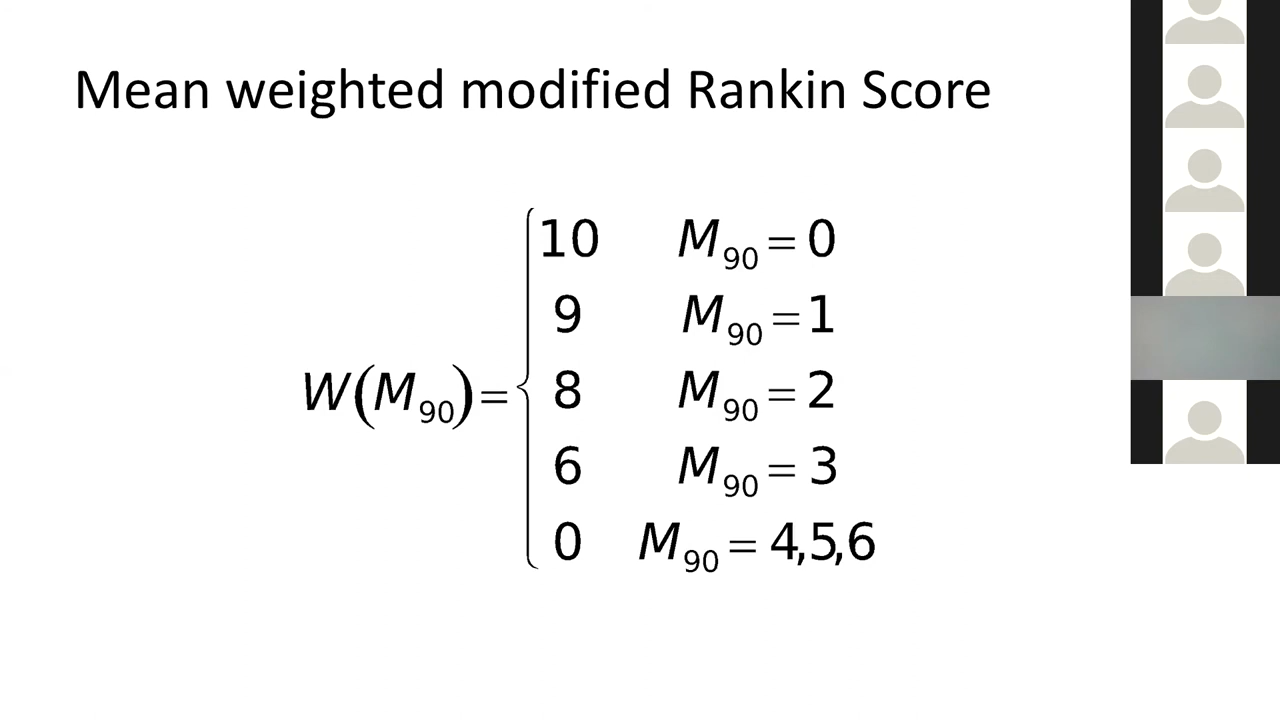 Mean weighted modified Rankin Score
10 M90 = 0
9 M90 = 1
W(M90) = { 8 M90 = 2
6 M90 = 3
0 M90 = 4,5,6